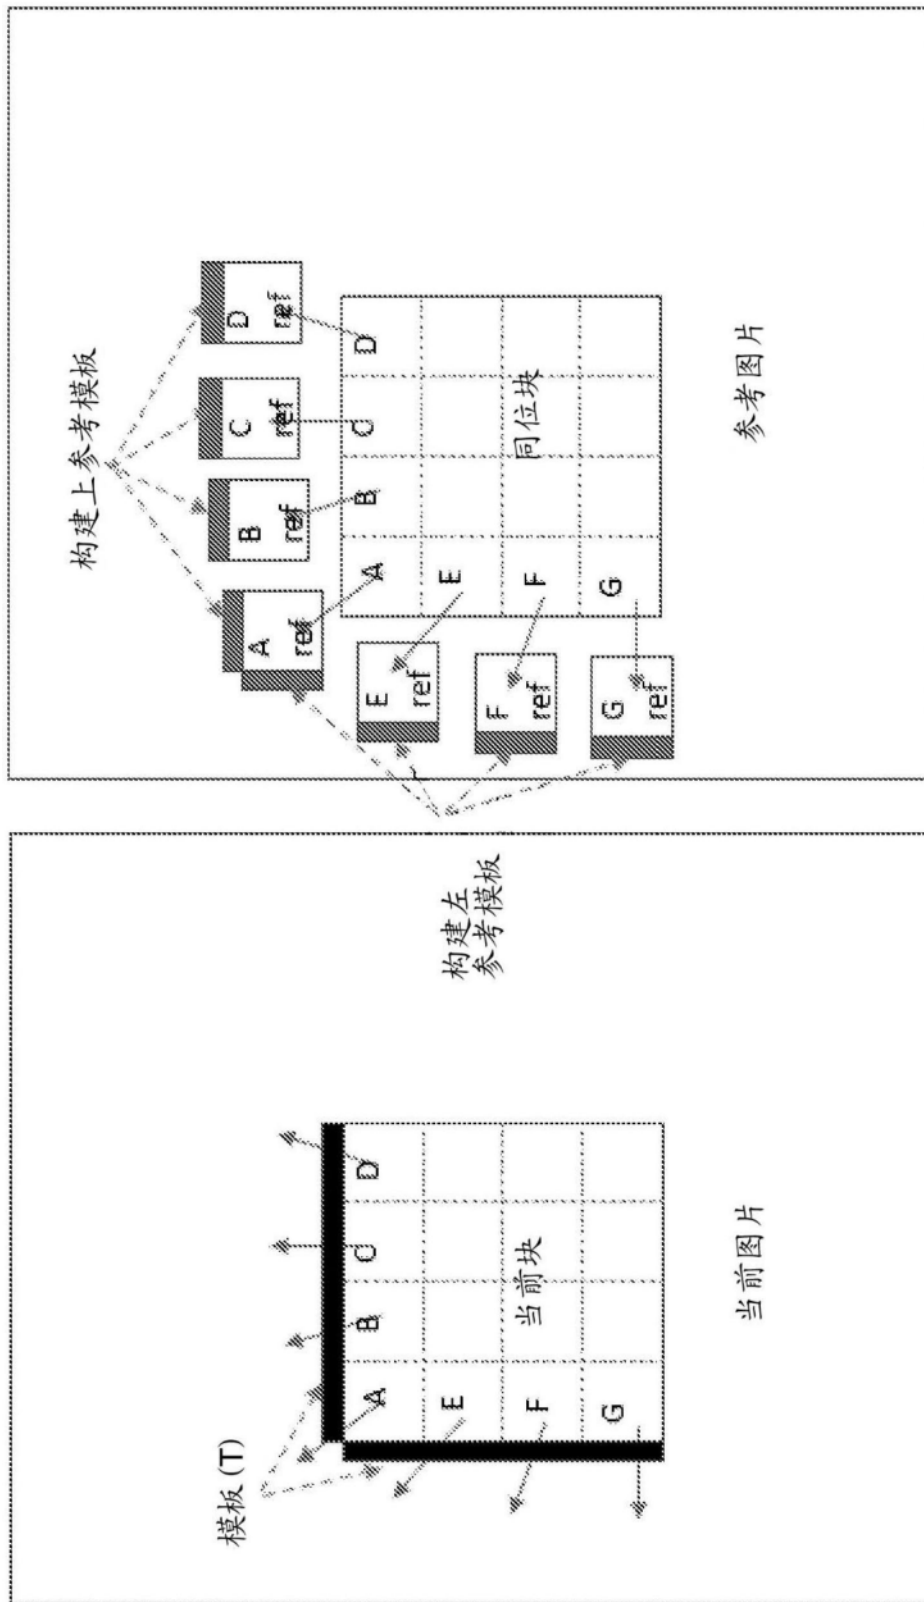 模板(T)
A B C D
E
F
G
当前块
当前图片
构建上参考模板
A
ref
B
ref
C
ref
D
ref
E
ref
F
ref
G
ref
A B C D
E
F
G
同位块
构建左
参考模板
参考图片